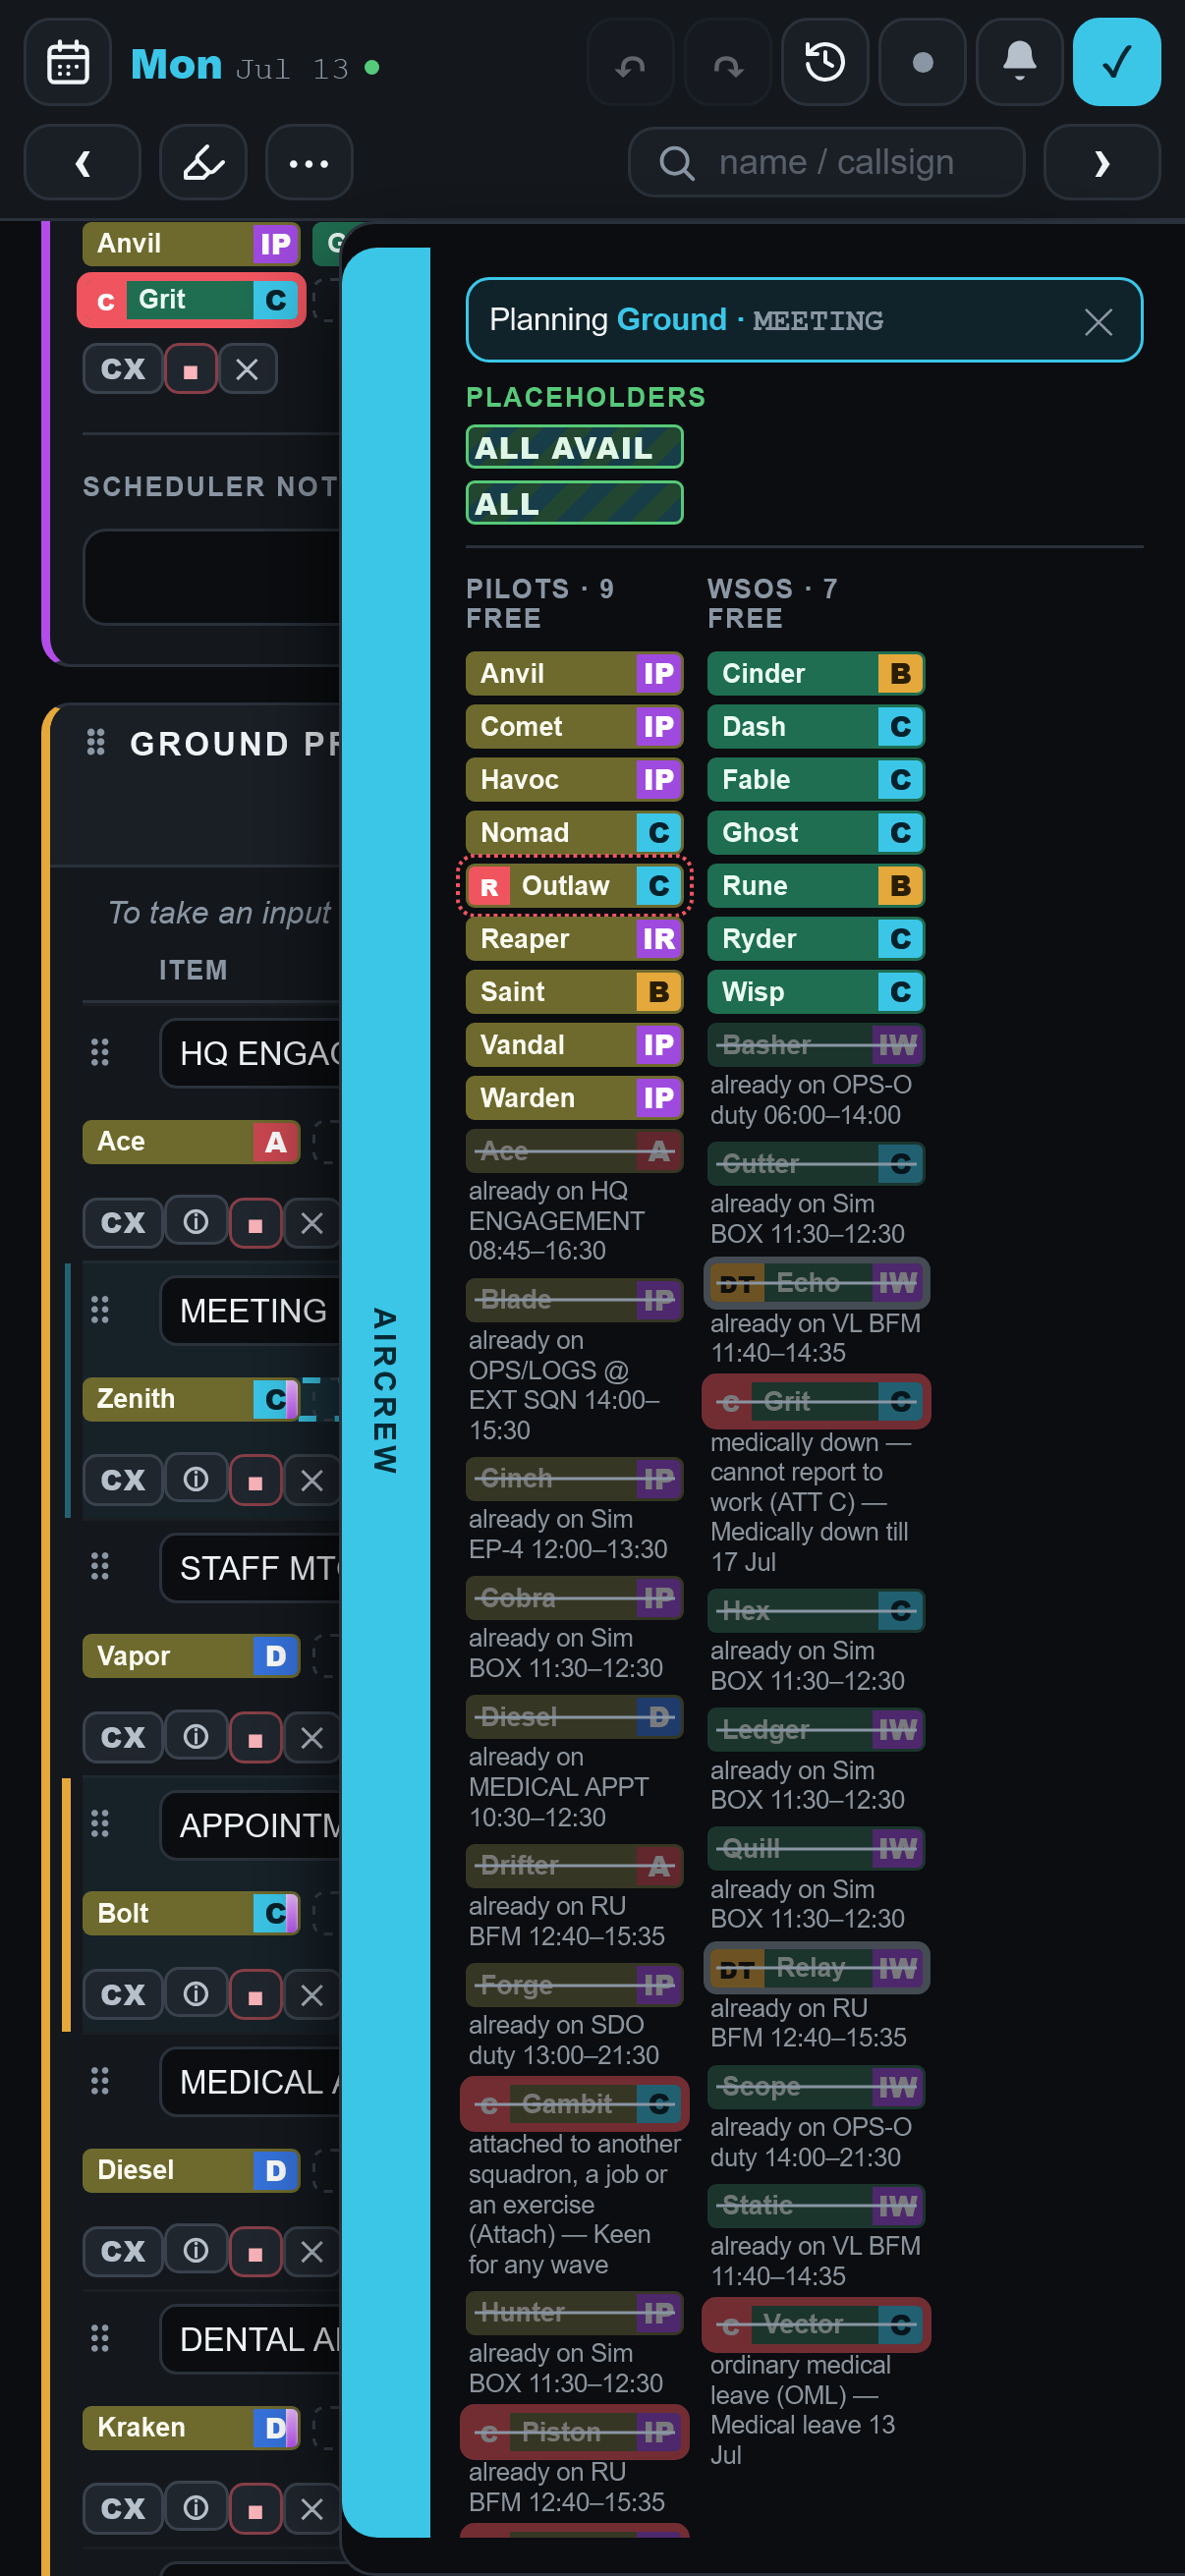 Mon Jul 13
name / callsign
Anvil IP G
c Grit C
CX
SCHEDULER NOT
GROUND PR
To take an input
ITEM
HQ ENGAG
Ace A
CX
MEETING
Zenith C
CX
STAFF MT
Vapor D
CX
APPOINTM
Bolt C
CX
MEDICAL A
Diesel D
CX
DENTAL A
Kraken D
CX
AIRCREW
Planning Ground · MEETING
PLACEHOLDERS
ALL AVAIL
ALL
PILOTS · 9
FREE
Anvil IP
Comet IP
Havoc IP
Nomad C
R Outlaw C
Reaper IR
Saint B
Vandal IP
Warden IP
Ace A
already on HQ
ENGAGEMENT
08:45–16:30
Blade IP
already on
OPS/LOGS @
EXT SQN 14:00–
15:30
Cinch IP
already on Sim
EP-4 12:00–13:30
Cobra IP
already on Sim
BOX 11:30–12:30
Diesel D
already on
MEDICAL APPT
10:30–12:30
Drifter A
already on RU
BFM 12:40–15:35
Forge IP
already on SDO
duty 13:00–21:30
c Gambit C
attached to another
squadron, a job or
an exercise
(Attach) — Keen
for any wave
Hunter IP
already on Sim
BOX 11:30–12:30
c Piston IP
already on RU
BFM 12:40–15:35
WSOS · 7
FREE
Cinder B
Dash C
Fable C
Ghost C
Rune B
Ryder C
Wisp C
Basher IW
already on OPS-O
duty 06:00–14:00
Cutter C
already on Sim
BOX 11:30–12:30
DT Echo IW
already on VL BFM
11:40–14:35
c Grit C
medically down —
cannot report to
work (ATT C) —
Medically down till
17 Jul
Hex C
already on Sim
BOX 11:30–12:30
Ledger IW
already on Sim
BOX 11:30–12:30
Quill IW
already on Sim
BOX 11:30–12:30
DT Relay IW
already on RU
BFM 12:40–15:35
Scope IW
already on OPS-O
duty 14:00–21:30
Static IW
already on VL BFM
11:40–14:35
c Vector C
ordinary medical
leave (OML) —
Medical leave 13
Jul